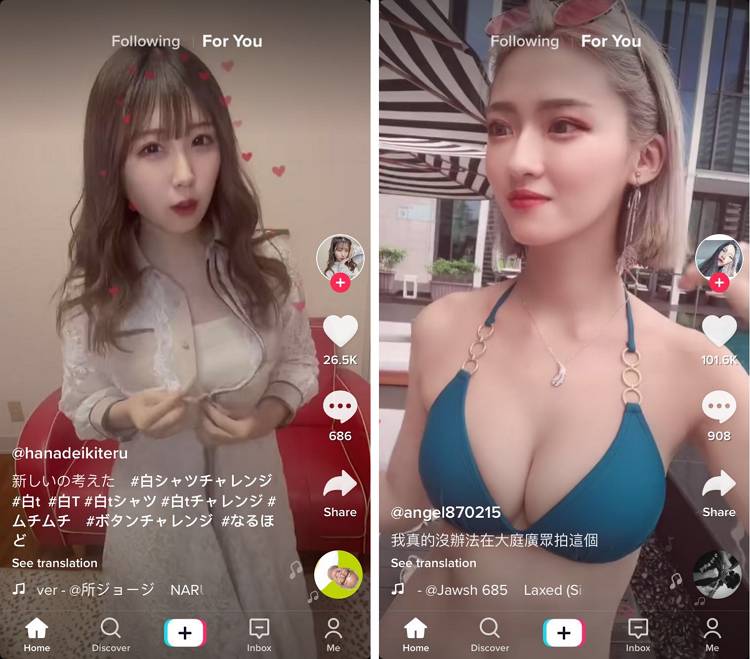 Following For You
26.5K
686
@hanadeikiteru
新しいの考えた #白シャツチャレンジ
#白t #白T #白tシャツ #白tチャレンジ #
ムチムチ #ボタンチャレンジ #なるほ
ど
Share
See translation
ver - @所ジョージ NARU
Home Discover Inbox Me
Following For You
101.6K
908
@angel870215
Share
我真的沒辦法在大庭廣眾拍這個
See translation
- @Jawsh 685 Laxed (Si
Home Discover Inbox Me